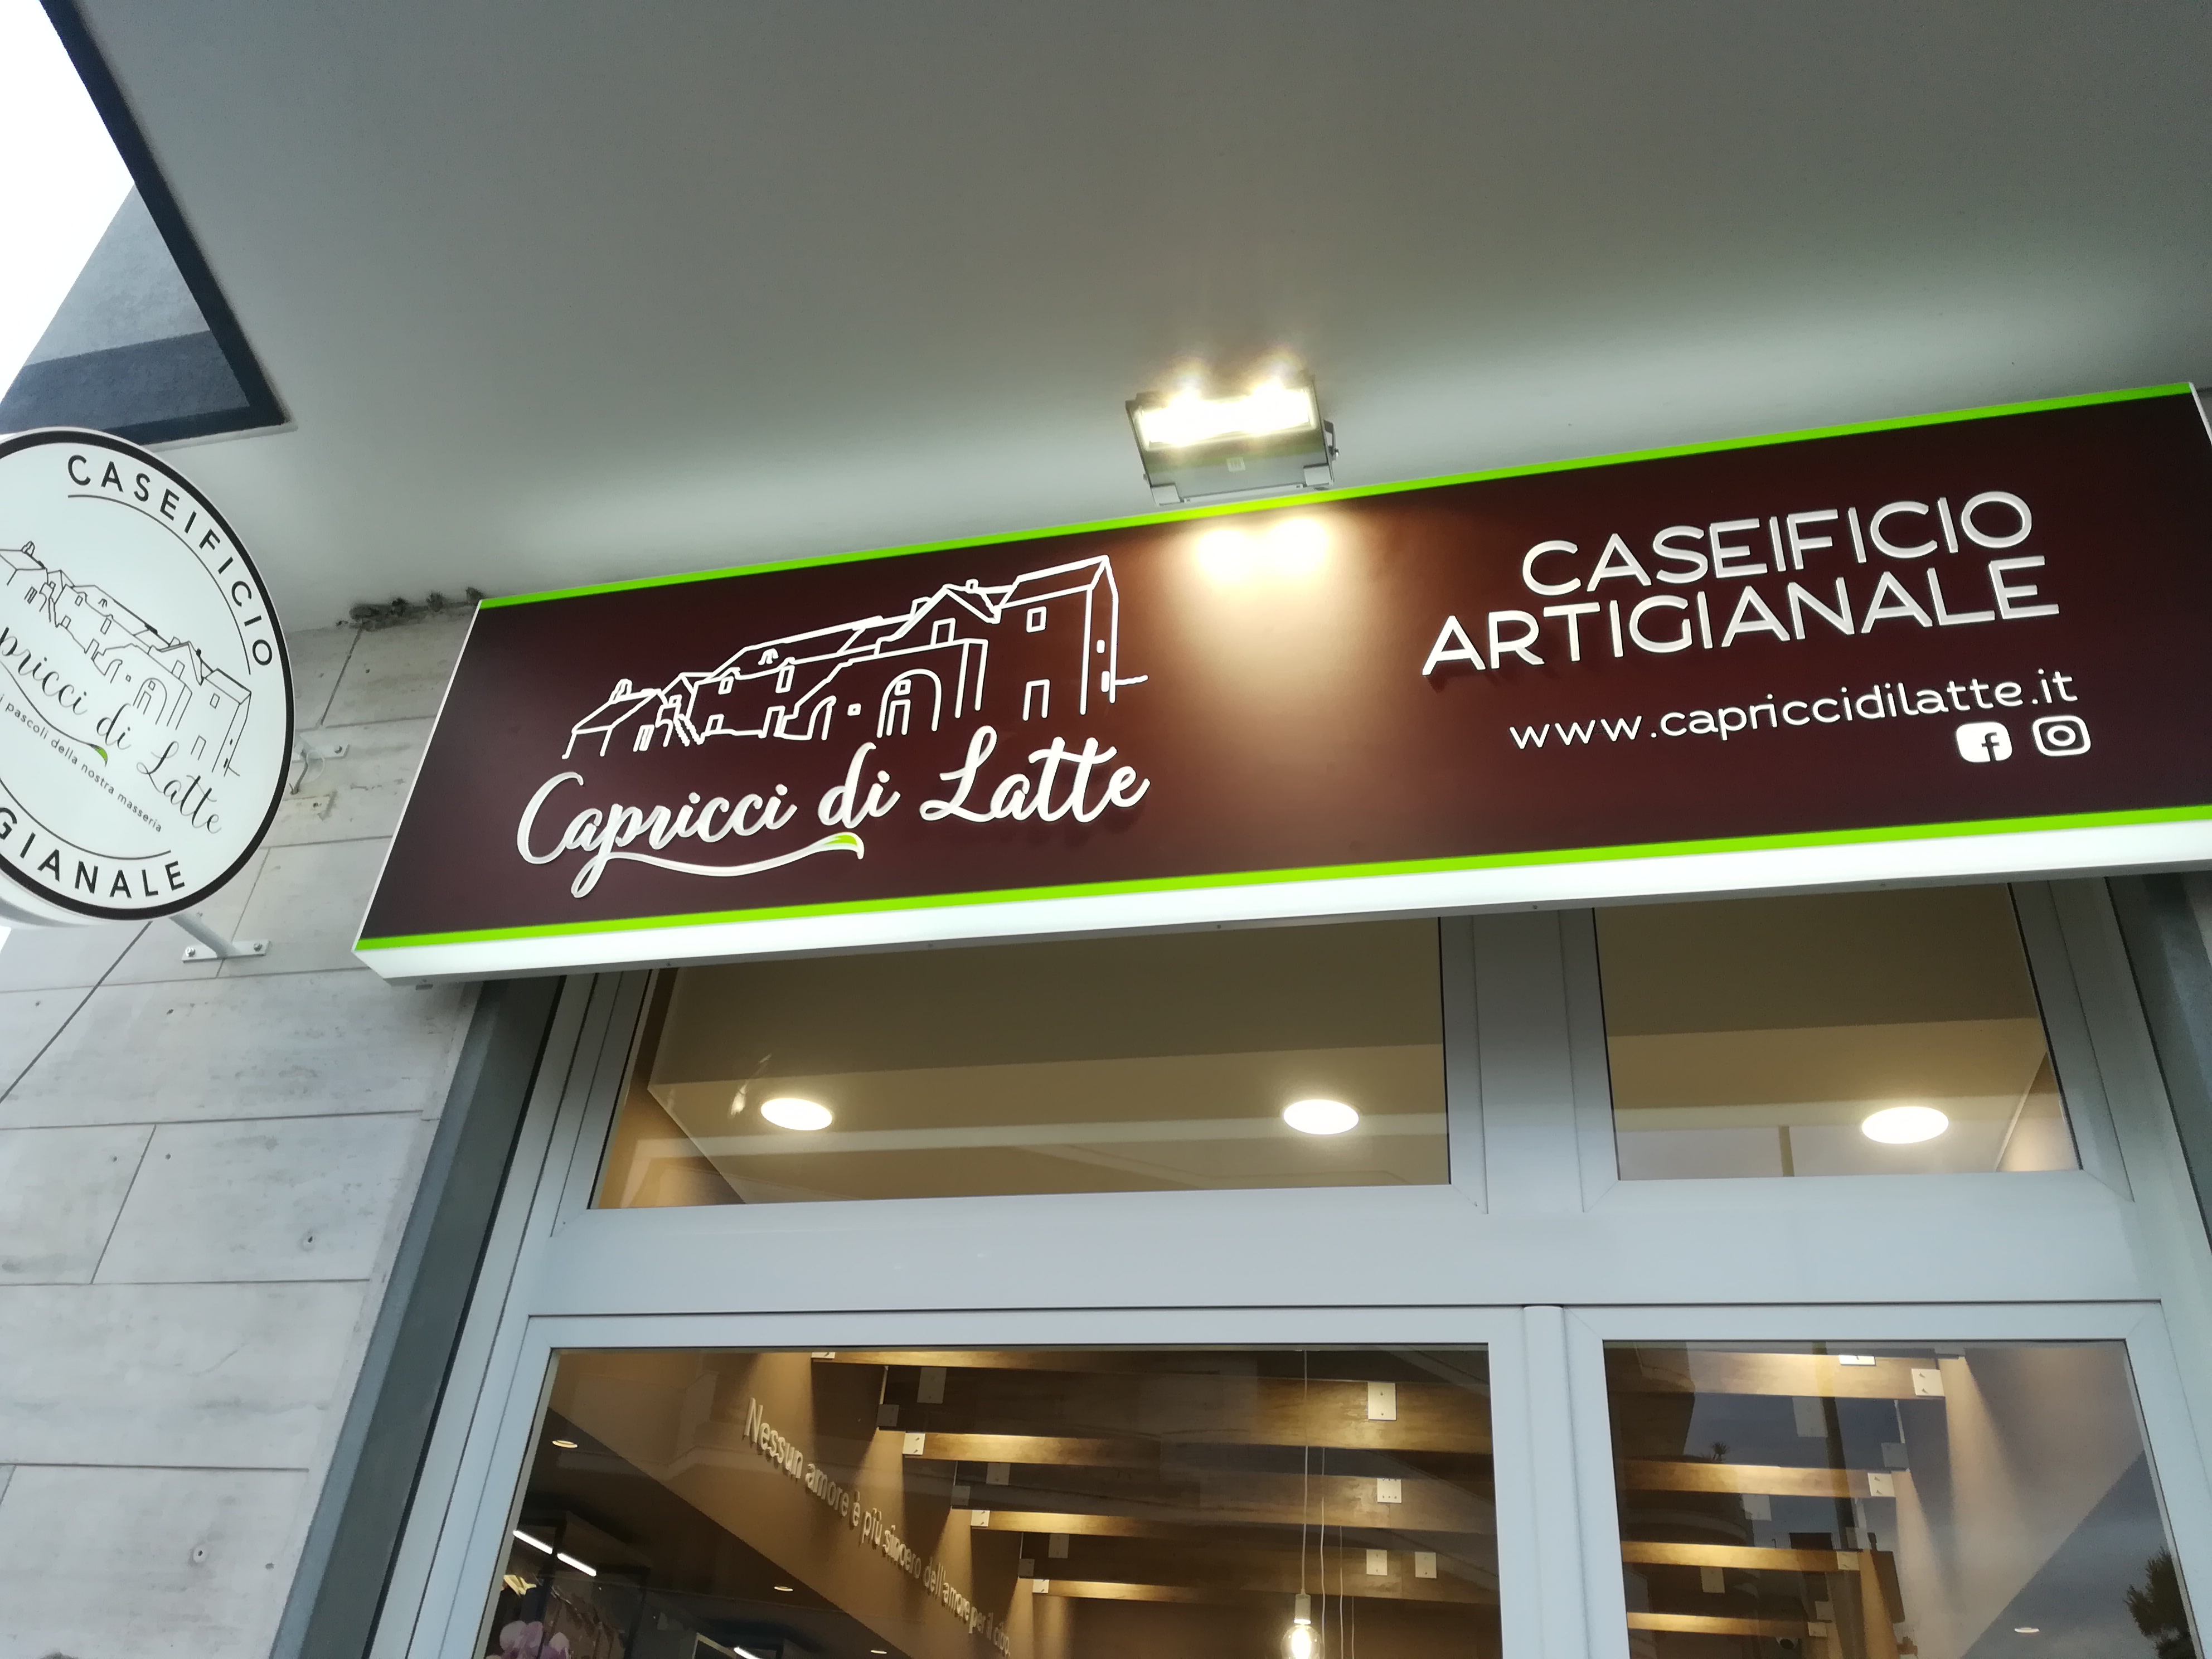 CASEIFICIO
pricci di Latte
pascoli della nostra masseria
GIANALE
Capricci di Latte
CASEIFICIO
ARTIGIANALE
www.capriccidilatte.it
f
Nessun amore è più sincero dell'amore per il cibo